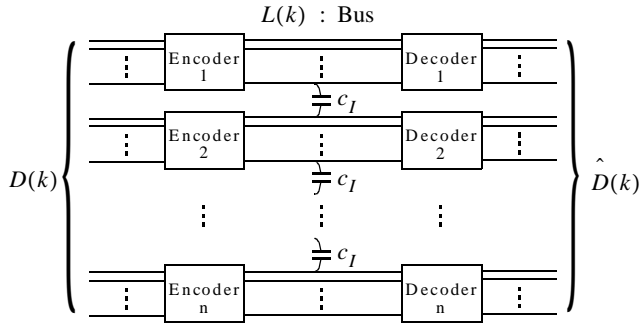 L(k) : Bus
Encoder 1
Decoder 1
c_I
Encoder 2
Decoder 2
D(k)
c_I
D̂(k)
c_I
Encoder n
Decoder n